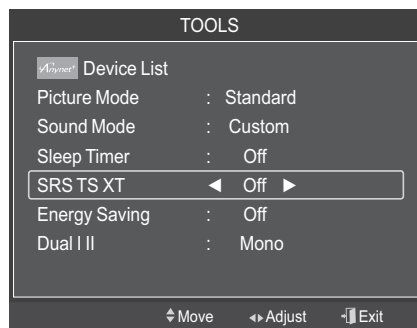 TOOLS
Anynet+ Device List
Picture Mode : Standard
Sound Mode : Custom
Sleep Timer : Off
SRS TS XT ◄ Off ►
Energy Saving : Off
Dual I II : Mono
Move Adjust Exit